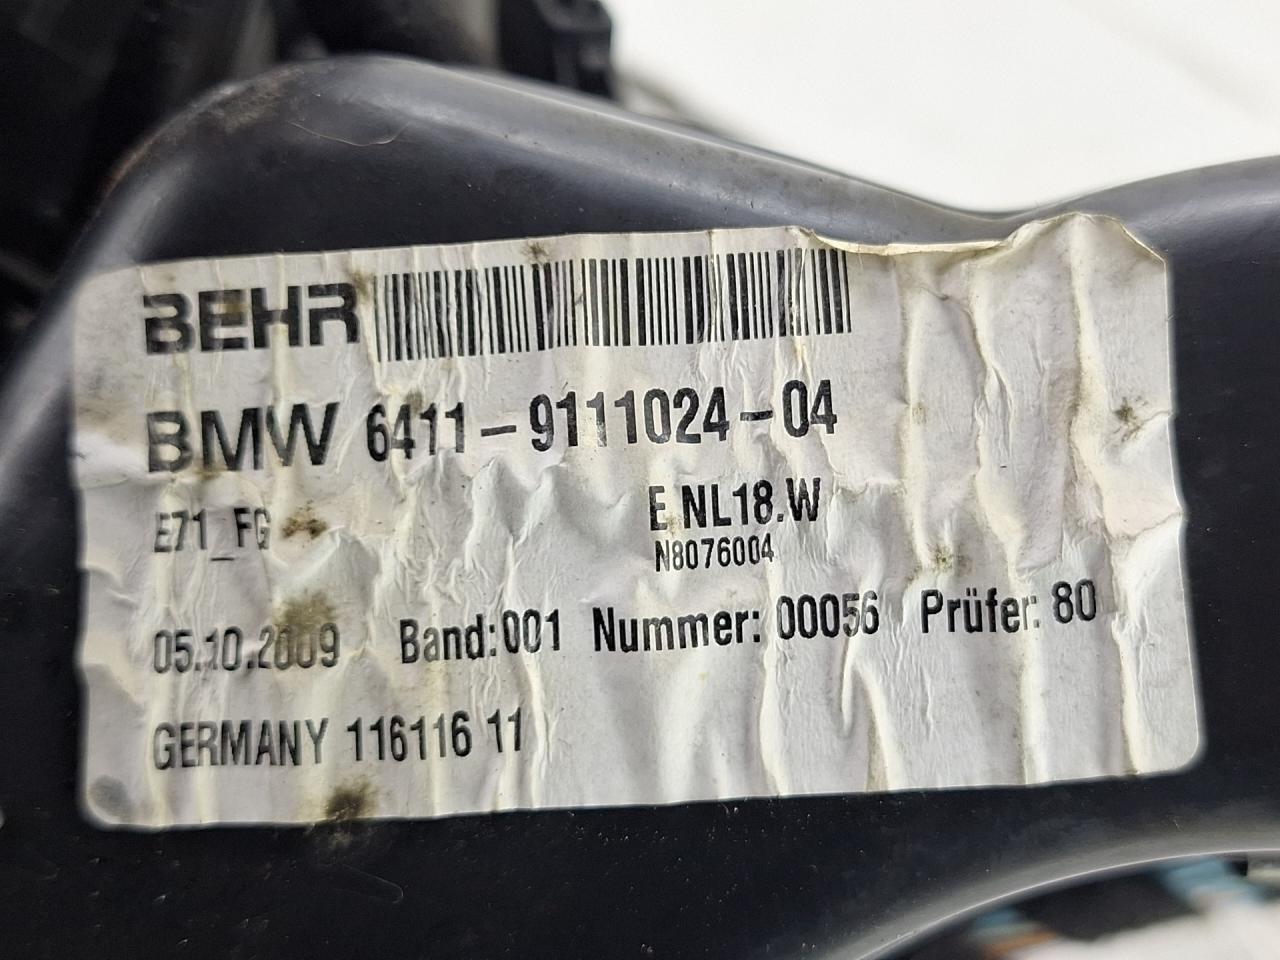 BEHR
BMW 6411-9111024-04
E71_FG E NL18.W
N8076004
05.10.2009 Band:001 Nummer: 00056 Prüfer: 80
GERMANY 116116 11